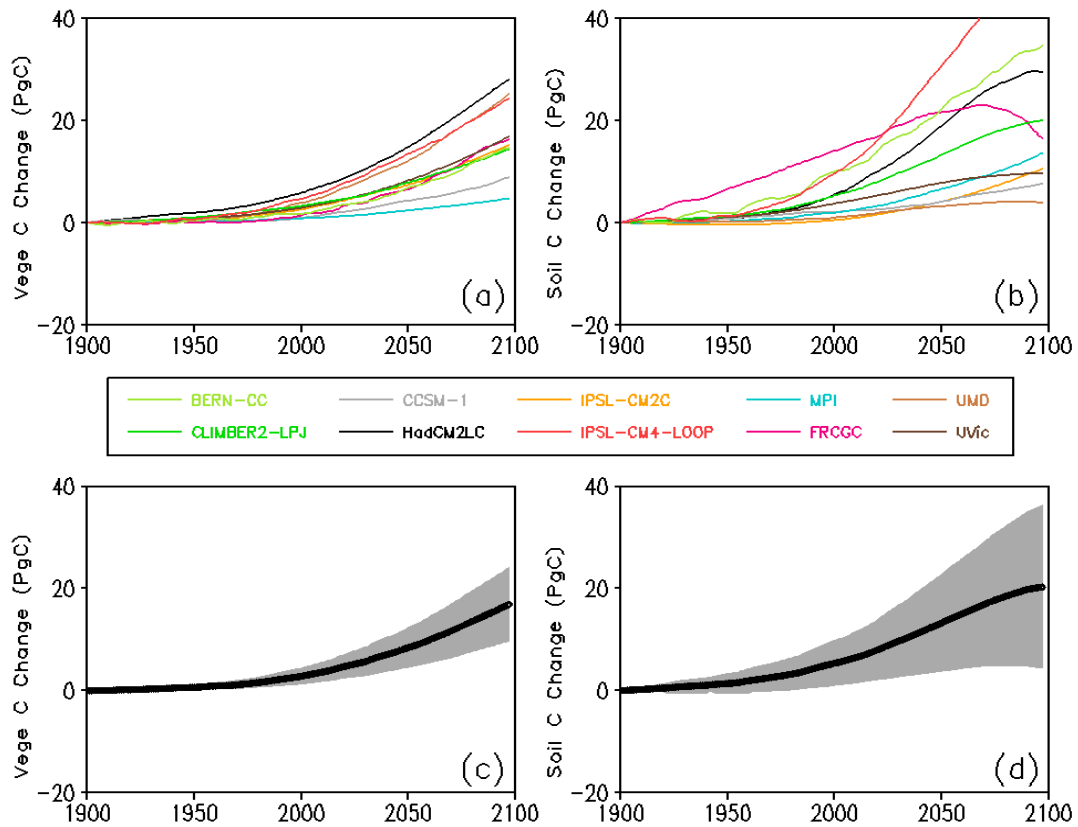 40
20
0
-20
Vege C Change (PgC)
1900 1950 2000 2050 2100
(a)
40
20
0
-20
Soil C Change (PgC)
1900 1950 2000 2050 2100
(b)
BERN-CC CCSM-1 IPSL-CM2C MPI UMD
CLIMBER2-LPJ HadCM2LC IPSL-CM4-LOOP FRCGC UVic
40
20
0
-20
Vege C Change (PgC)
1900 1950 2000 2050 2100
(c)
40
20
0
-20
Soil C Change (PgC)
1900 1950 2000 2050 2100
(d)